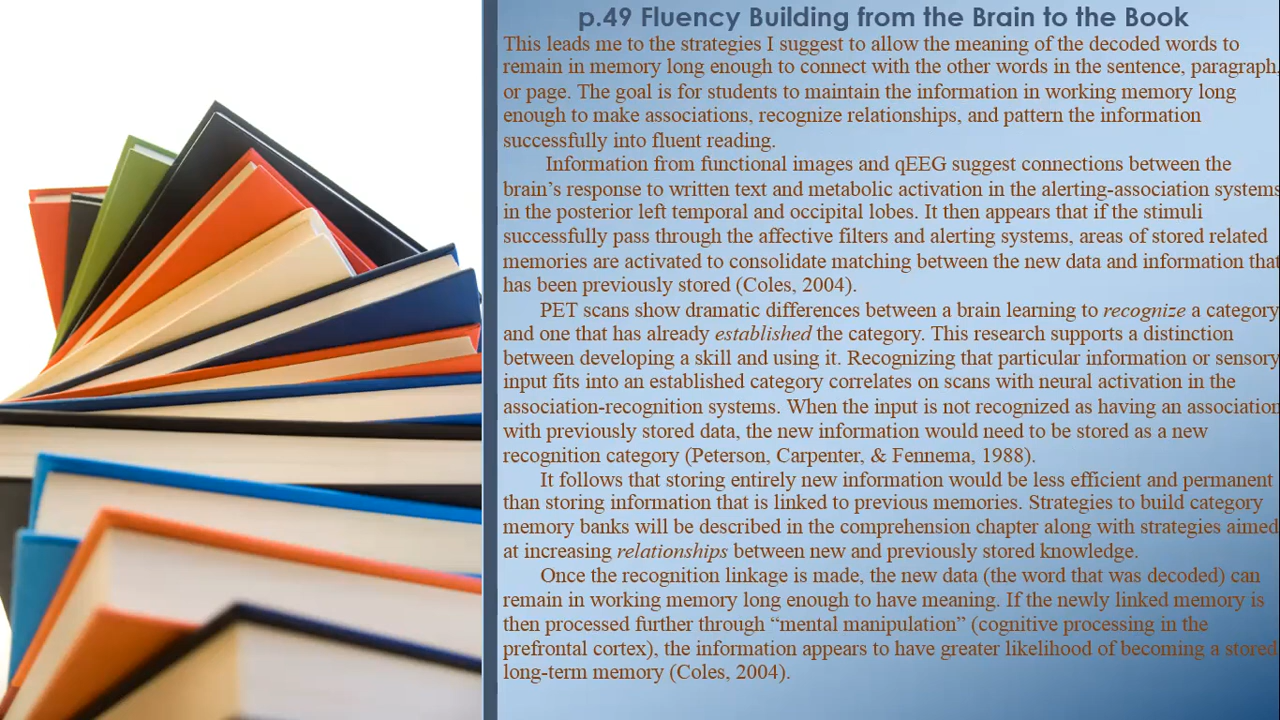 p.49 Fluency Building from the Brain to the Book
This leads me to the strategies I suggest to allow the meaning of the decoded words to
remain in memory long enough to connect with the other words in the sentence, paragraph,
or page. The goal is for students to maintain the information in working memory long
enough to make associations, recognize relationships, and pattern the information
successfully into fluent reading.
Information from functional images and qEEG suggest connections between the
brain’s response to written text and metabolic activation in the alerting-association systems
in the posterior left temporal and occipital lobes. It then appears that if the stimuli
successfully pass through the affective filters and alerting systems, areas of stored related
memories are activated to consolidate matching between the new data and information that
has been previously stored (Coles, 2004).
PET scans show dramatic differences between a brain learning to recognize a category
and one that has already established the category. This research supports a distinction
between developing a skill and using it. Recognizing that particular information or sensory
input fits into an established category correlates on scans with neural activation in the
association-recognition systems. When the input is not recognized as having an association
with previously stored data, the new information would need to be stored as a new
recognition category (Peterson, Carpenter, & Fennema, 1988).
It follows that storing entirely new information would be less efficient and permanent
than storing information that is linked to previous memories. Strategies to build category
memory banks will be described in the comprehension chapter along with strategies aimed
at increasing relationships between new and previously stored knowledge.
Once the recognition linkage is made, the new data (the word that was decoded) can
remain in working memory long enough to have meaning. If the newly linked memory is
then processed further through “mental manipulation” (cognitive processing in the
prefrontal cortex), the information appears to have greater likelihood of becoming a stored
long-term memory (Coles, 2004).